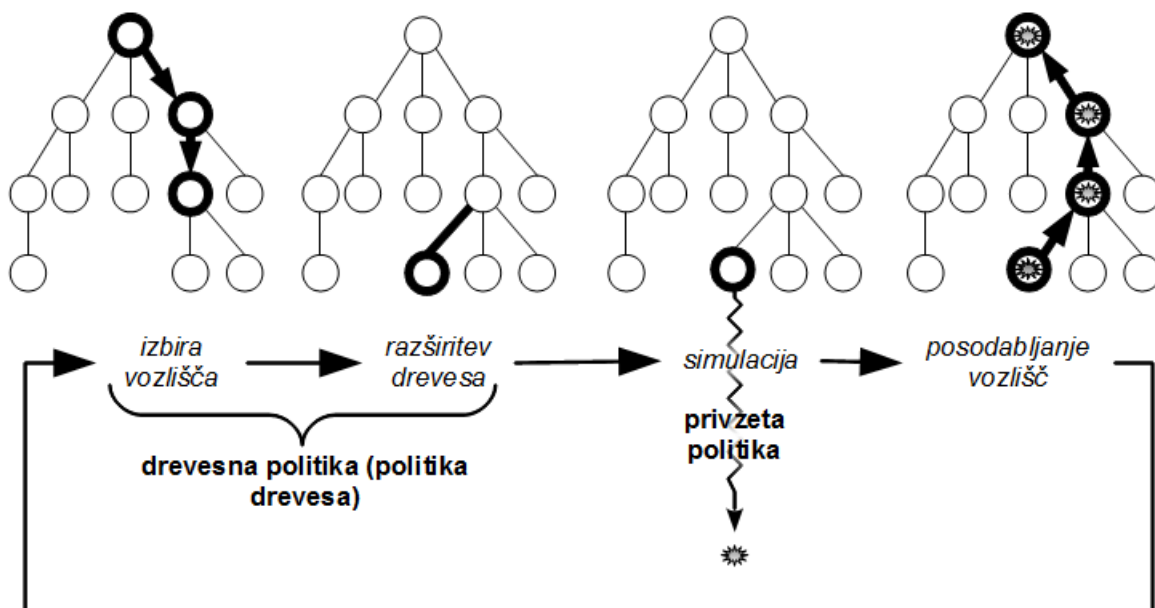 izbira
vozlišča
razširitev
drevesa
simulacija
posodabljanje
vozlišč
drevesna politika (politika
drevesa)
privzeta
politika